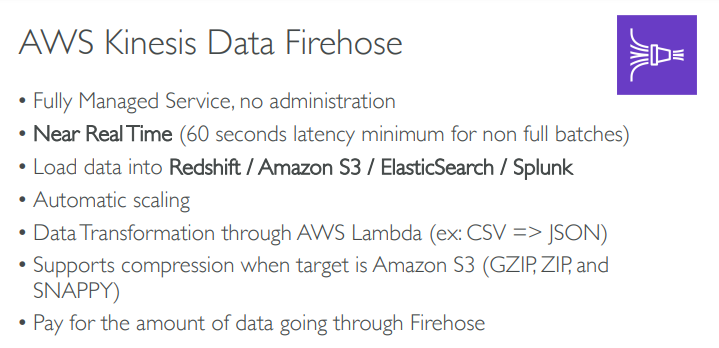 AWS Kinesis Data Firehose
• Fully Managed Service, no administration
• Near Real Time (60 seconds latency minimum for non full batches)
• Load data into Redshift / Amazon S3 / ElasticSearch / Splunk
• Automatic scaling
• Data Transformation through AWS Lambda (ex: CSV => JSON)
• Supports compression when target is Amazon S3 (GZIP, ZIP, and
SNAPPY)
• Pay for the amount of data going through Firehose